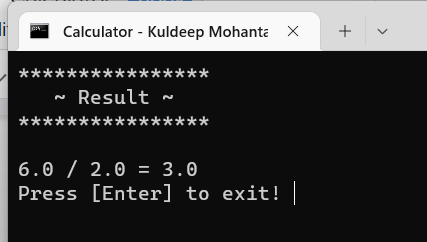 Calculator - Kuldeep Mohanta
****************
~ Result ~
****************
6.0 / 2.0 = 3.0
Press [Enter] to exit!